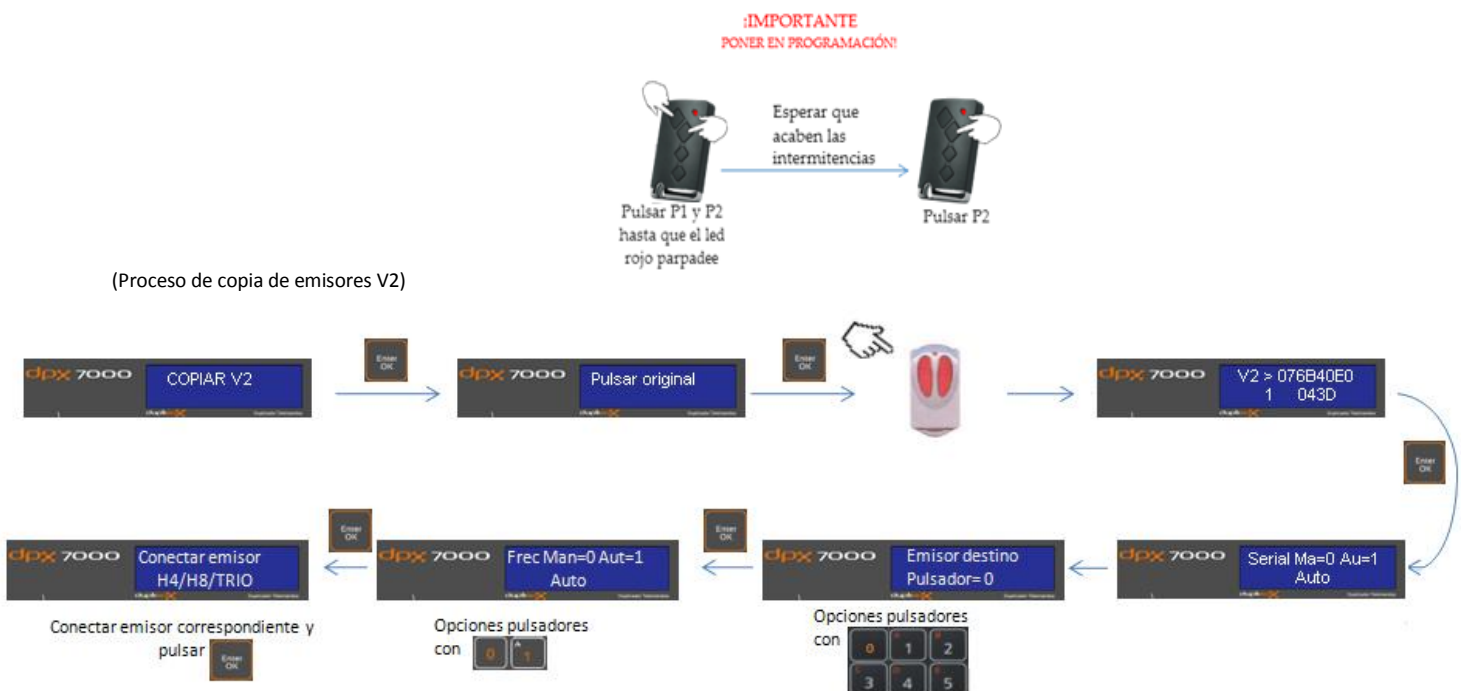 ¡IMPORTANTE
PONER EN PROGRAMACIÓN!
Esperar que
acaben las
intermitencias
Pulsar P1 y P2
hasta que el led
rojo parpadee
Pulsar P2
(Proceso de copia de emisores V2)
Enter
OK
Enter
OK
dpx 7000
COPIAR V2
dpx 7000
Pulsar original
dpx 7000
V2 > 076B40E0
1 043D
Enter
OK
Enter
OK
Enter
OK
dpx 7000
Conectar emisor
H4/H8/TRIO
dpx 7000
Frec Man=0 Aut=1
Auto
dpx 7000
Emisor destino
Pulsador= 0
dpx 7000
Serial Ma=0 Au=1
Auto
Conectar emisor correspondiente y
pulsar
Enter
OK
Opciones pulsadores
con
0 1
Opciones pulsadores
con
0 1 2
3 4 5